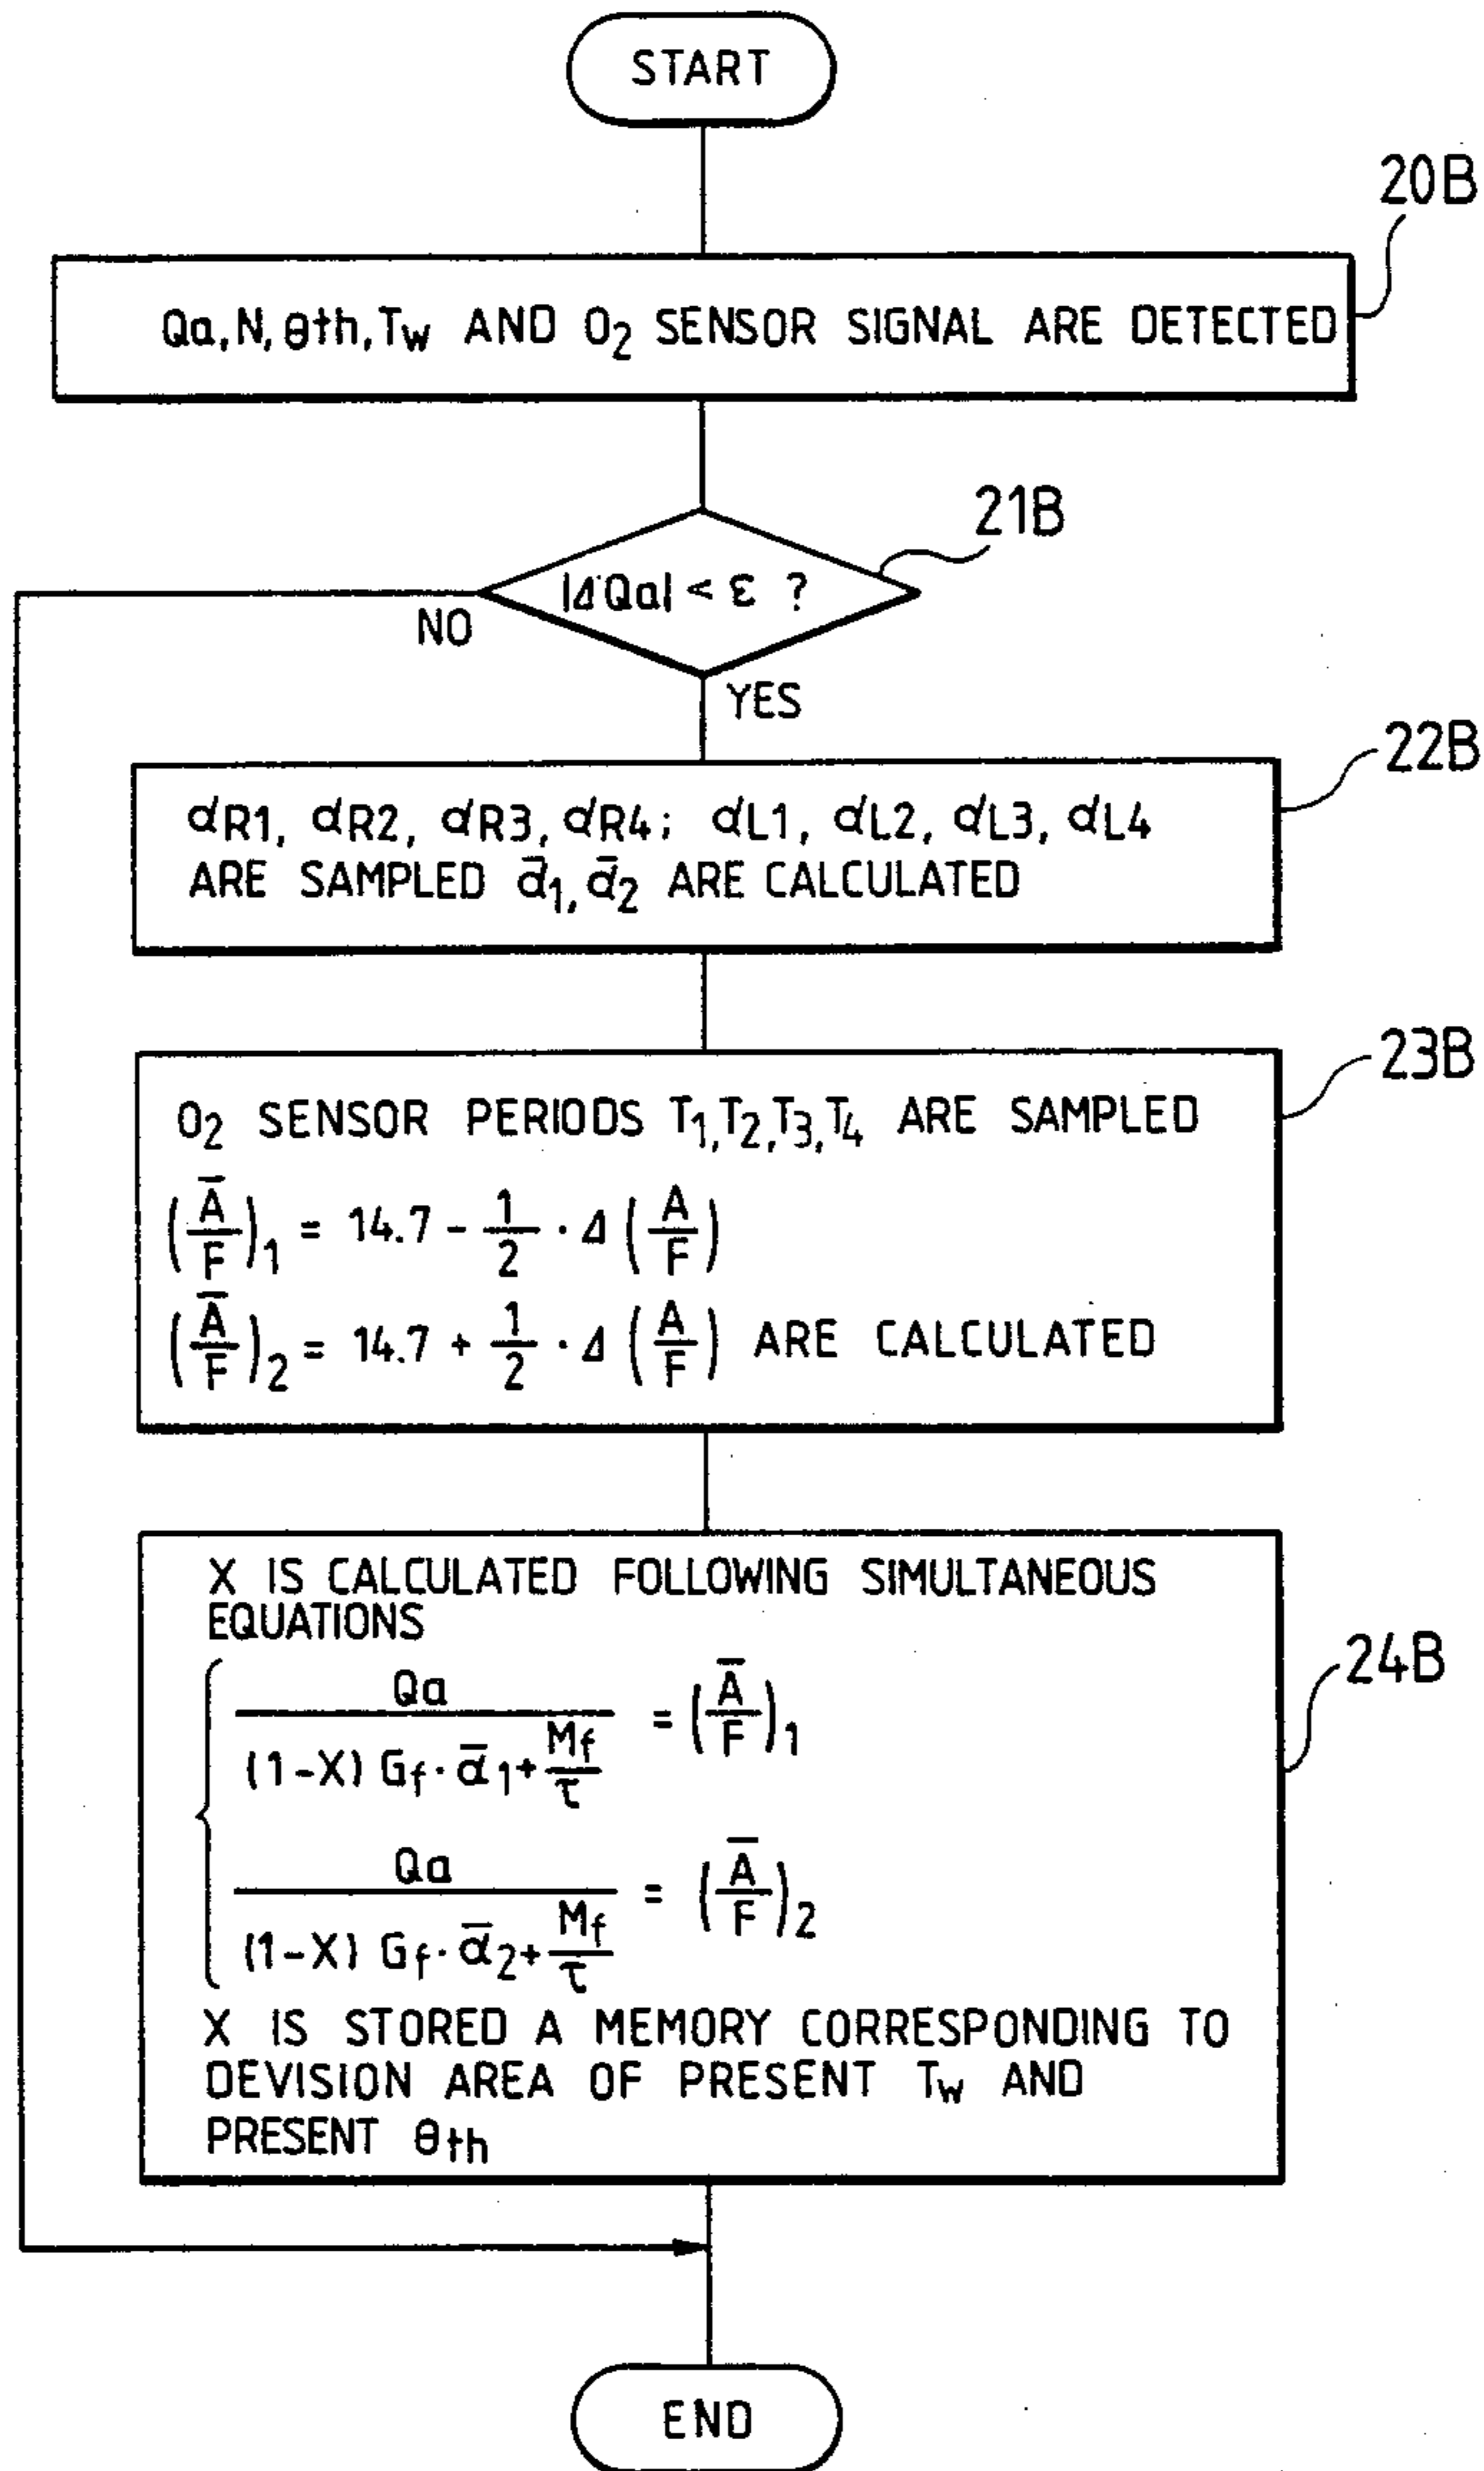 START
20B
Qa, N, θth, Tw AND O2 SENSOR SIGNAL ARE DETECTED
21B
|ΔQa| < ε ?
NO
YES
22B
αR1, αR2, αR3, αR4; αL1, αL2, αL3, αL4
ARE SAMPLED ᾱ1, ᾱ2 ARE CALCULATED
23B
O2 SENSOR PERIODS T1, T2, T3, T4 ARE SAMPLED
(Ā/F)1 = 14.7 - 1/2 · Δ (A/F)
(Ā/F)2 = 14.7 + 1/2 · Δ (A/F) ARE CALCULATED
24B
X IS CALCULATED FOLLOWING SIMULTANEOUS
EQUATIONS
Qa / ((1-X) Gf · ᾱ1 + Mf/τ) = (Ā/F)1
Qa / ((1-X) Gf · ᾱ2 + Mf/τ) = (Ā/F)2
X IS STORED A MEMORY CORRESPONDING TO
DEVISION AREA OF PRESENT Tw AND
PRESENT θth
END